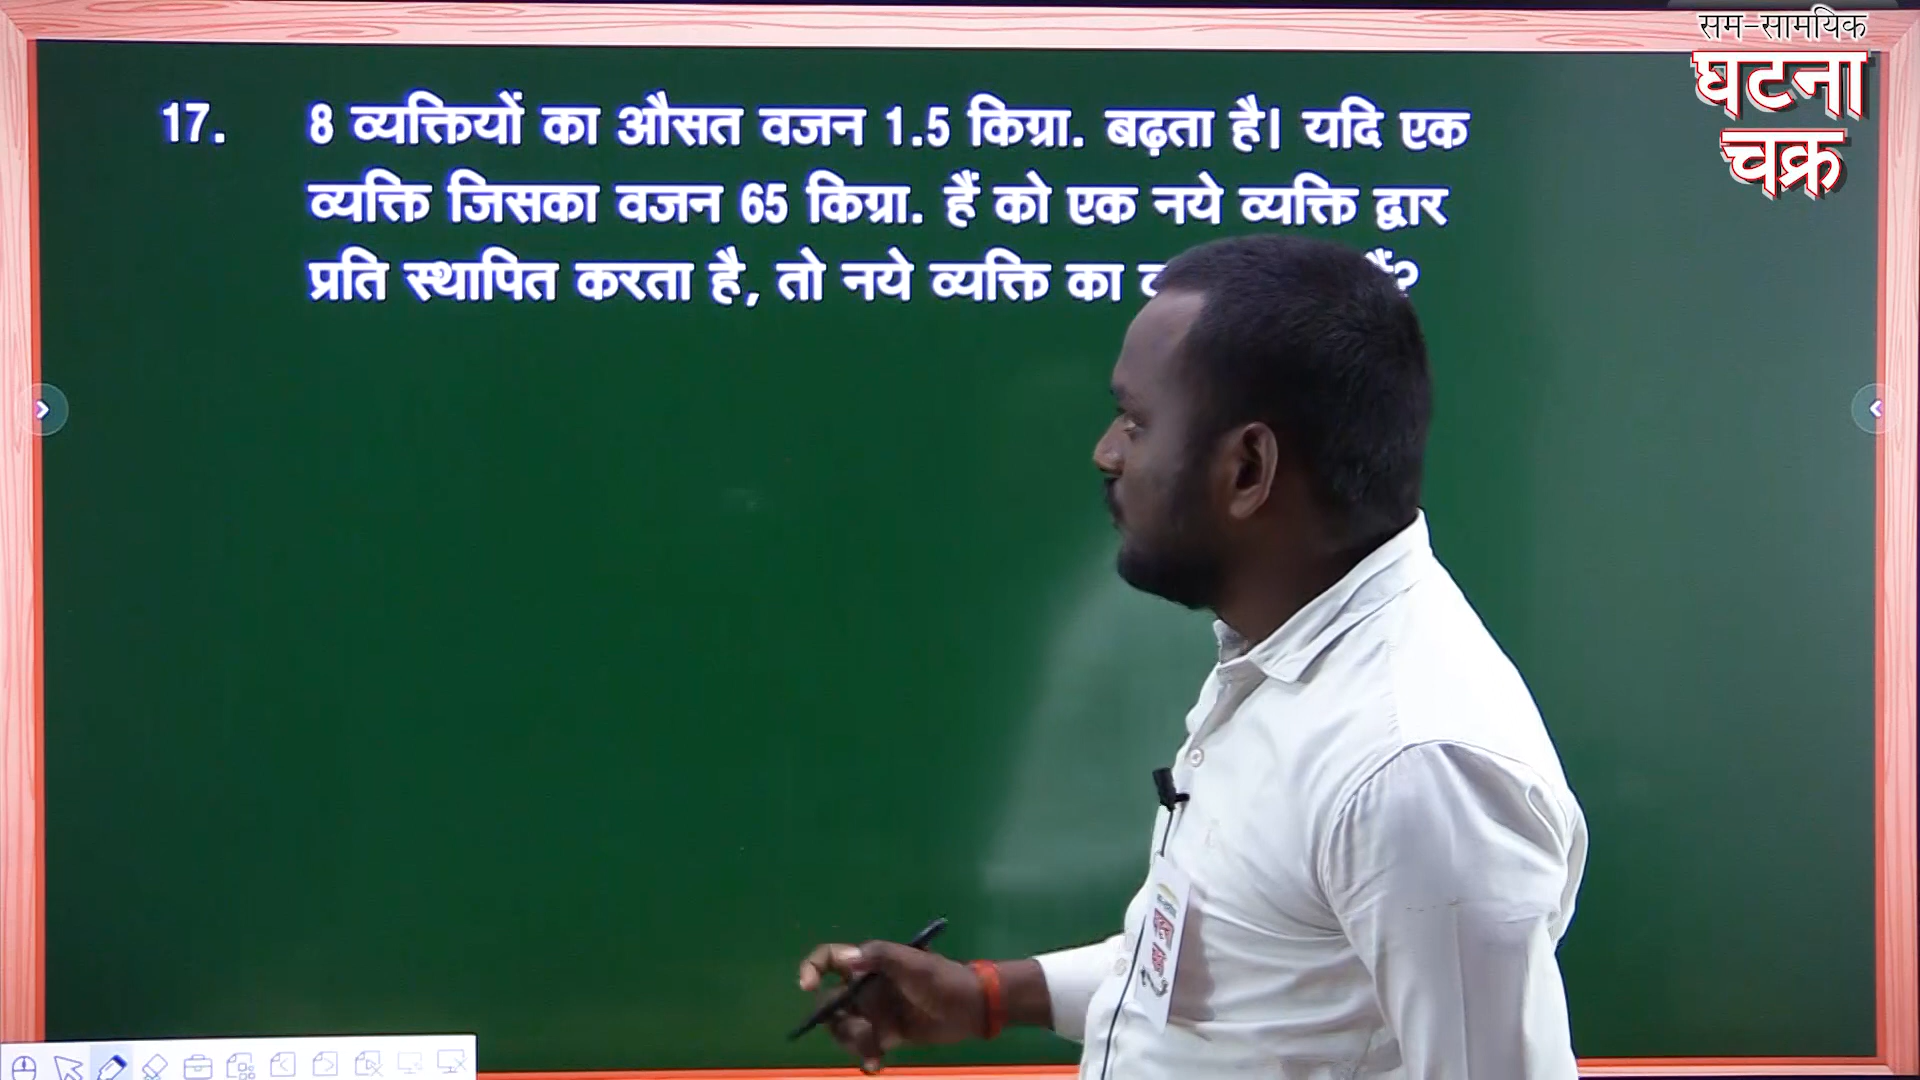 सम-सामयिक
घटना
चक्र
17. 8 व्यक्तियों का औसत वजन 1.5 किग्रा. बढ़ता है। यदि एक
व्यक्ति जिसका वजन 65 किग्रा. हैं को एक नये व्यक्ति द्वार
प्रति स्थापित करता है, तो नये व्यक्ति का